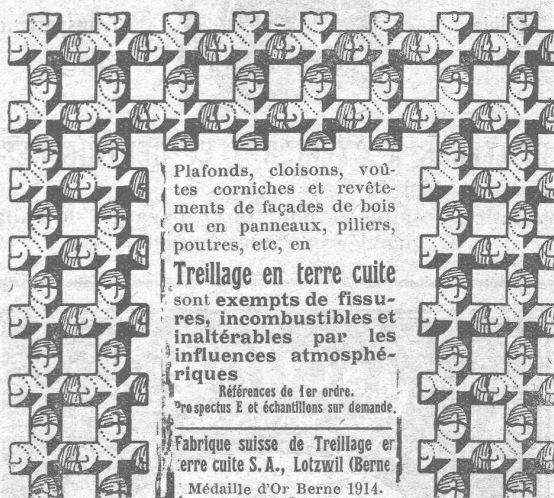 Plafonds, cloisons, voû-
tes corniches et revête-
ments de façades de bois
ou en panneaux, piliers,
poutres, etc, en
Treillage en terre cuite
sont exempts de fissu-
res, incombustibles et
inaltérables par les
influences atmosphé-
riques
Références de 1er ordre.
Prospectus E et échantillons sur demande.
Fabrique suisse de Treillage en
terre cuite S. A., Lotzwil (Berne
Médaille d'Or Berne 1914.